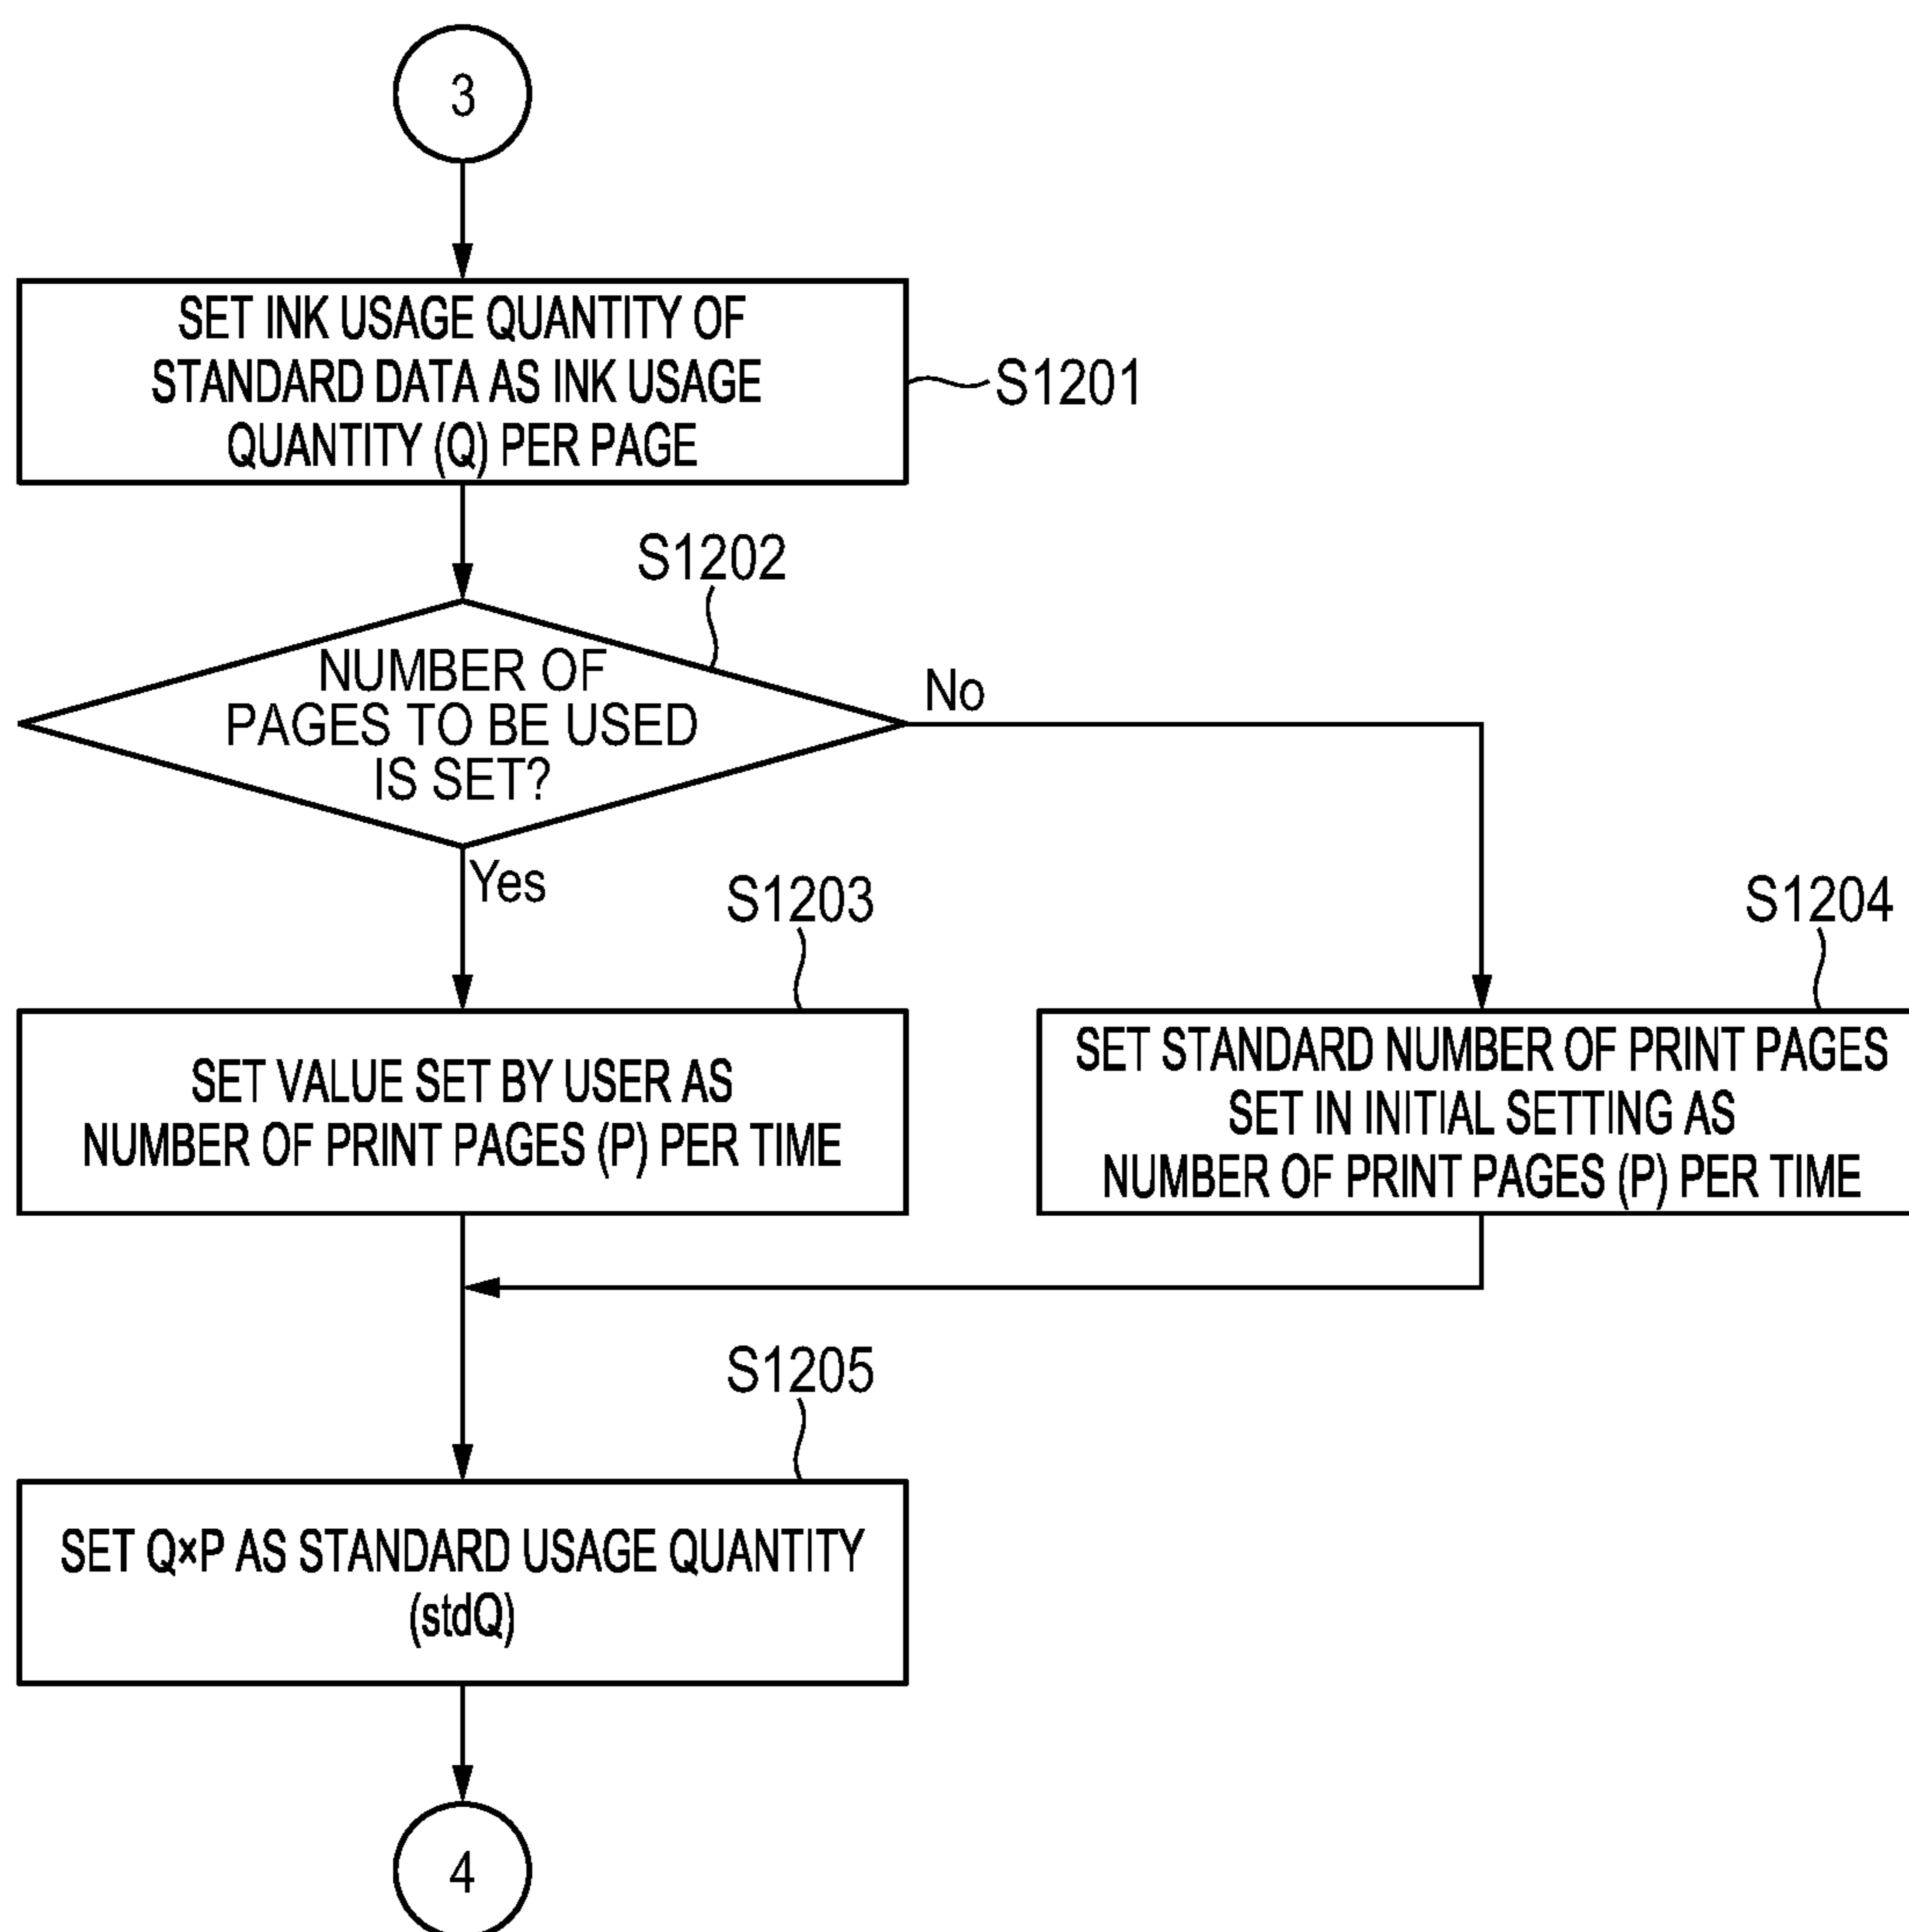 3
SET INK USAGE QUANTITY OF
STANDARD DATA AS INK USAGE
QUANTITY (Q) PER PAGE
S1201
S1202
NUMBER OF
PAGES TO BE USED
IS SET?
No
Yes
S1203
SET VALUE SET BY USER AS
NUMBER OF PRINT PAGES (P) PER TIME
S1204
SET STANDARD NUMBER OF PRINT PAGES
SET IN INITIAL SETTING AS
NUMBER OF PRINT PAGES (P) PER TIME
S1205
SET Q×P AS STANDARD USAGE QUANTITY
(stdQ)
4